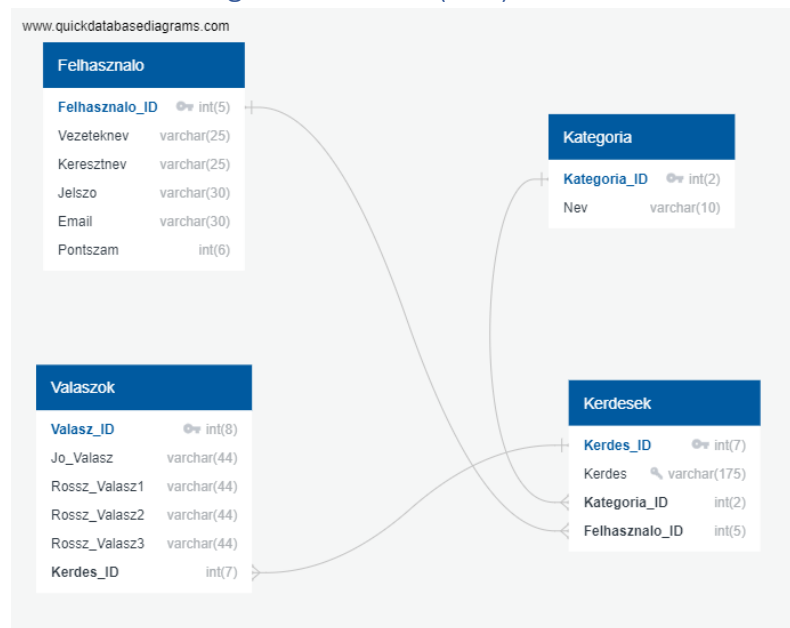 www.quickdatabasediagrams.com
Felhasznalo
Felhasznalo_ID int(5)
Vezeteknev varchar(25)
Keresztnev varchar(25)
Jelszo varchar(30)
Email varchar(30)
Pontszam int(6)
Kategoria
Kategoria_ID int(2)
Nev varchar(10)
Valaszok
Valasz_ID int(8)
Jo_Valasz varchar(44)
Rossz_Valasz1 varchar(44)
Rossz_Valasz2 varchar(44)
Rossz_Valasz3 varchar(44)
Kerdes_ID int(7)
Kerdesek
Kerdes_ID int(7)
Kerdes varchar(175)
Kategoria_ID int(2)
Felhasznalo_ID int(5)